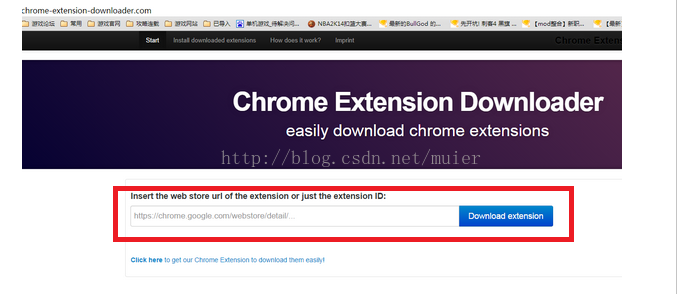 chrome-extension-downloader.com
游戏论坛 常用 游戏官网 攻略连载 游戏网站 已导入 单机游戏_待解决问... NBA2K14扣篮大赛... 最新的BullGod 的... 先开坑! 刺客4 黑旗 ... 【mod整合】新职... 【最新
Start Install downloaded extensions How does it work? Imprint Chrome Exten
Chrome Extension Downloader
easily download chrome extensions
http://blog.csdn.net/muier
Insert the web store url of the extension or just the extension ID:
https://chrome.google.com/webstore/detail/... Download extension
Click here to get our Chrome Extension to download them easily!